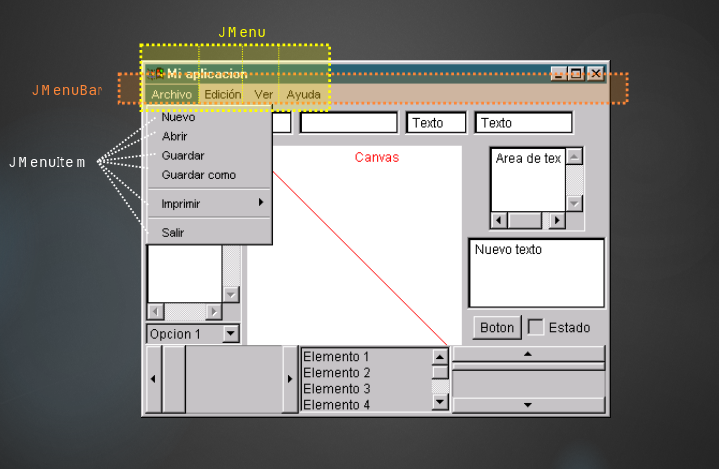 JMenu
Mi aplicacion
JMenuBar
Archivo Edición Ver Ayuda
Nuevo
Abrir
Guardar
Guardar como
Imprimir
Salir
JMenuItem
Texto
Texto
Canvas
Area de tex
Nuevo texto
Opcion 1
Boton
Estado
Elemento 1
Elemento 2
Elemento 3
Elemento 4